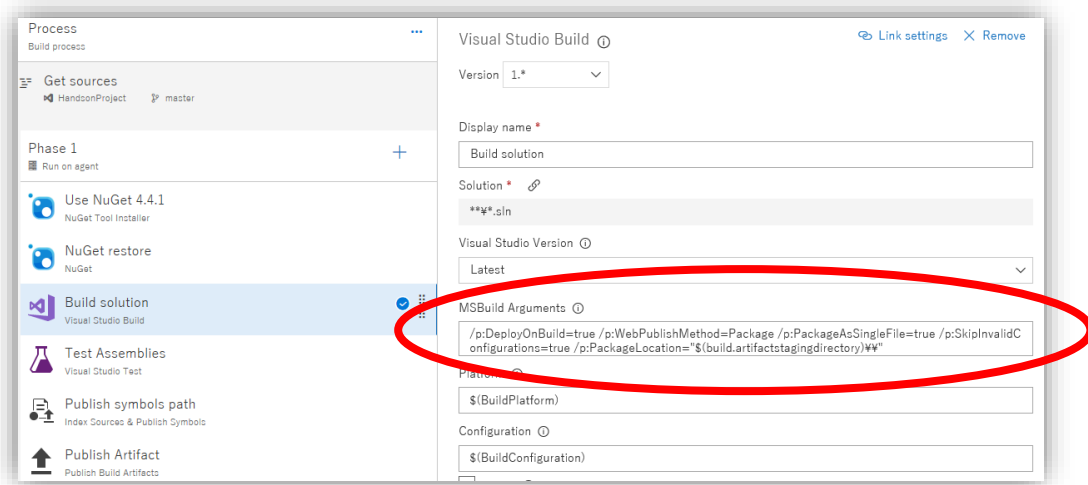 Process
...
Build process
Get sources
HandsonProject master
Phase 1
Run on agent
Use NuGet 4.4.1
NuGet Tool Installer
NuGet restore
NuGet
Build solution
Visual Studio Build
Test Assemblies
Visual Studio Test
Publish symbols path
Index Sources & Publish Symbols
Publish Artifact
Publish Build Artifacts
Visual Studio Build
Link settings Remove
Version 1.*
Display name *
Build solution
Solution *
**¥*.sln
Visual Studio Version
Latest
MSBuild Arguments
/p:DeployOnBuild=true /p:WebPublishMethod=Package /p:PackageAsSingleFile=true /p:SkipInvalidC
onfigurations=true /p:PackageLocation="$(build.artifactstagingdirectory)¥¥"
$(BuildPlatform)
Configuration
$(BuildConfiguration)